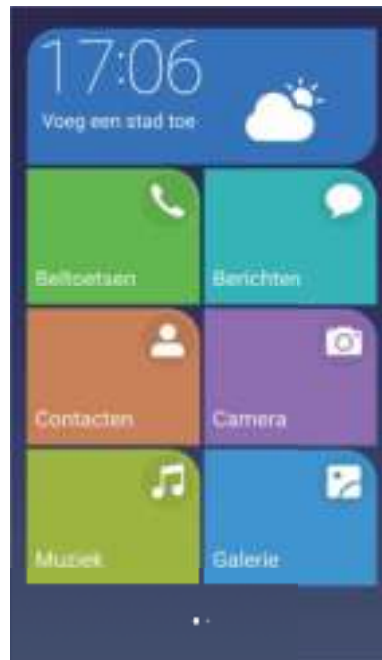 17:06
Voeg een stad toe
Beltoetsen
Berichten
Contacten
Camera
Muziek
Galerie